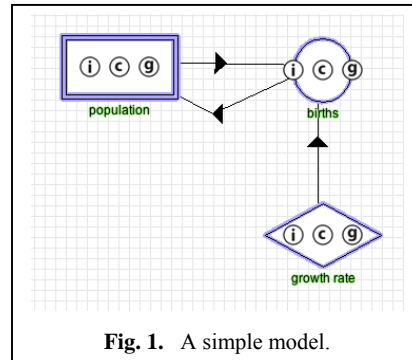 i c g
i c g
population
births
i c g
growth rate
Fig. 1. A simple model.